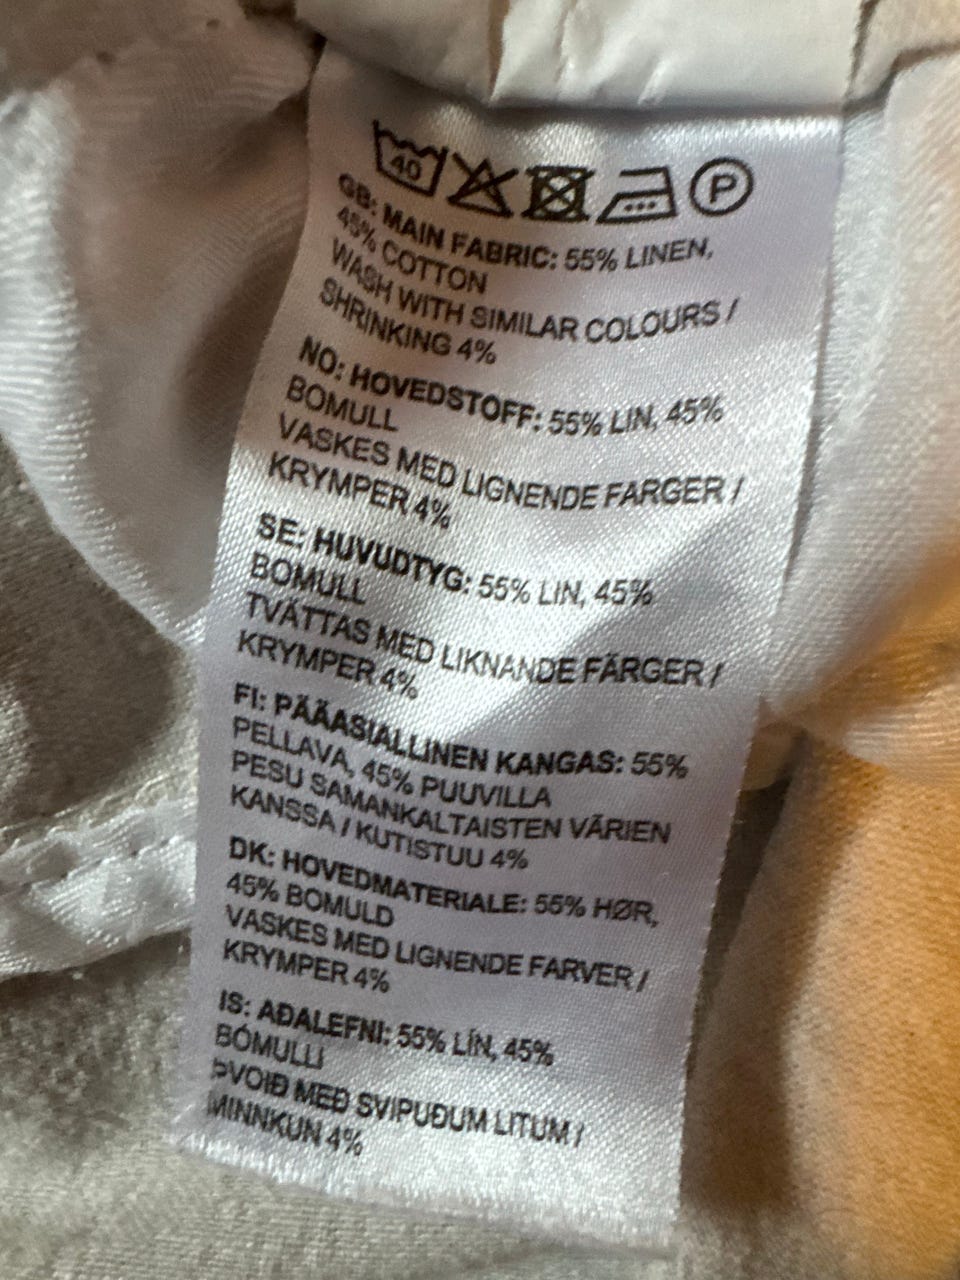 40 P
GB: MAIN FABRIC: 55% LINEN,
45% COTTON
WASH WITH SIMILAR COLOURS /
SHRINKING 4%
NO: HOVEDSTOFF: 55% LIN, 45%
BOMULL
VASKES MED LIGNENDE FARGER /
KRYMPER 4%
SE: HUVUDTYG: 55% LIN, 45%
BOMULL
TVÄTTAS MED LIKNANDE FÄRGER /
KRYMPER 4%
FI: PÄÄASIALLINEN KANGAS: 55%
PELLAVA, 45% PUUVILLA
PESU SAMANKALTAISTEN VÄRIEN
KANSSA / KUTISTUU 4%
DK: HOVEDMATERIALE: 55% HØR,
45% BOMULD
VASKES MED LIGNENDE FARVER /
KRYMPER 4%
IS: AÐALEFNI: 55% LÍN, 45%
BÓMULLI
ÞVOIÐ MEÐ SVIPUÐUM LITUM /
MINNKUN 4%